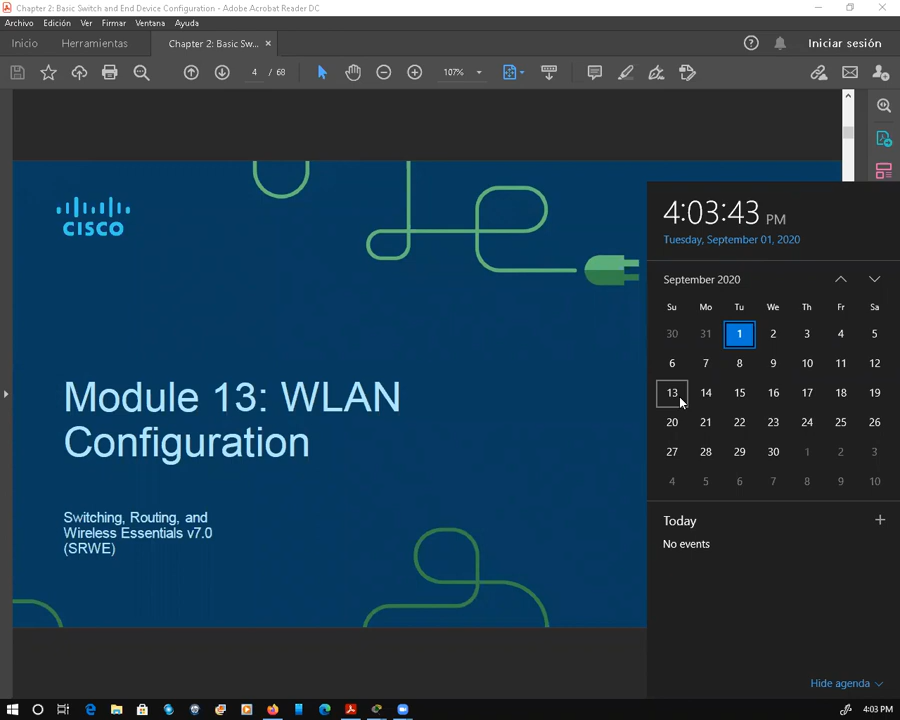 Chapter 2: Basic Switch and End Device Configuration - Adobe Acrobat Reader DC
Archivo Edición Ver Firmar Ventana Ayuda
Inicio Herramientas Chapter 2: Basic Sw... × Iniciar sesión
4 / 68 107%
CISCO
Module 13: WLAN
Configuration
Switching, Routing, and
Wireless Essentials v7.0
(SRWE)
4:03:43 PM
Tuesday, September 01, 2020
September 2020
Su Mo Tu We Th Fr Sa
30 31 1 2 3 4 5
6 7 8 9 10 11 12
13 14 15 16 17 18 19
20 21 22 23 24 25 26
27 28 29 30 1 2 3
4 5 6 7 8 9 10
Today
No events
Hide agenda
4:03 PM